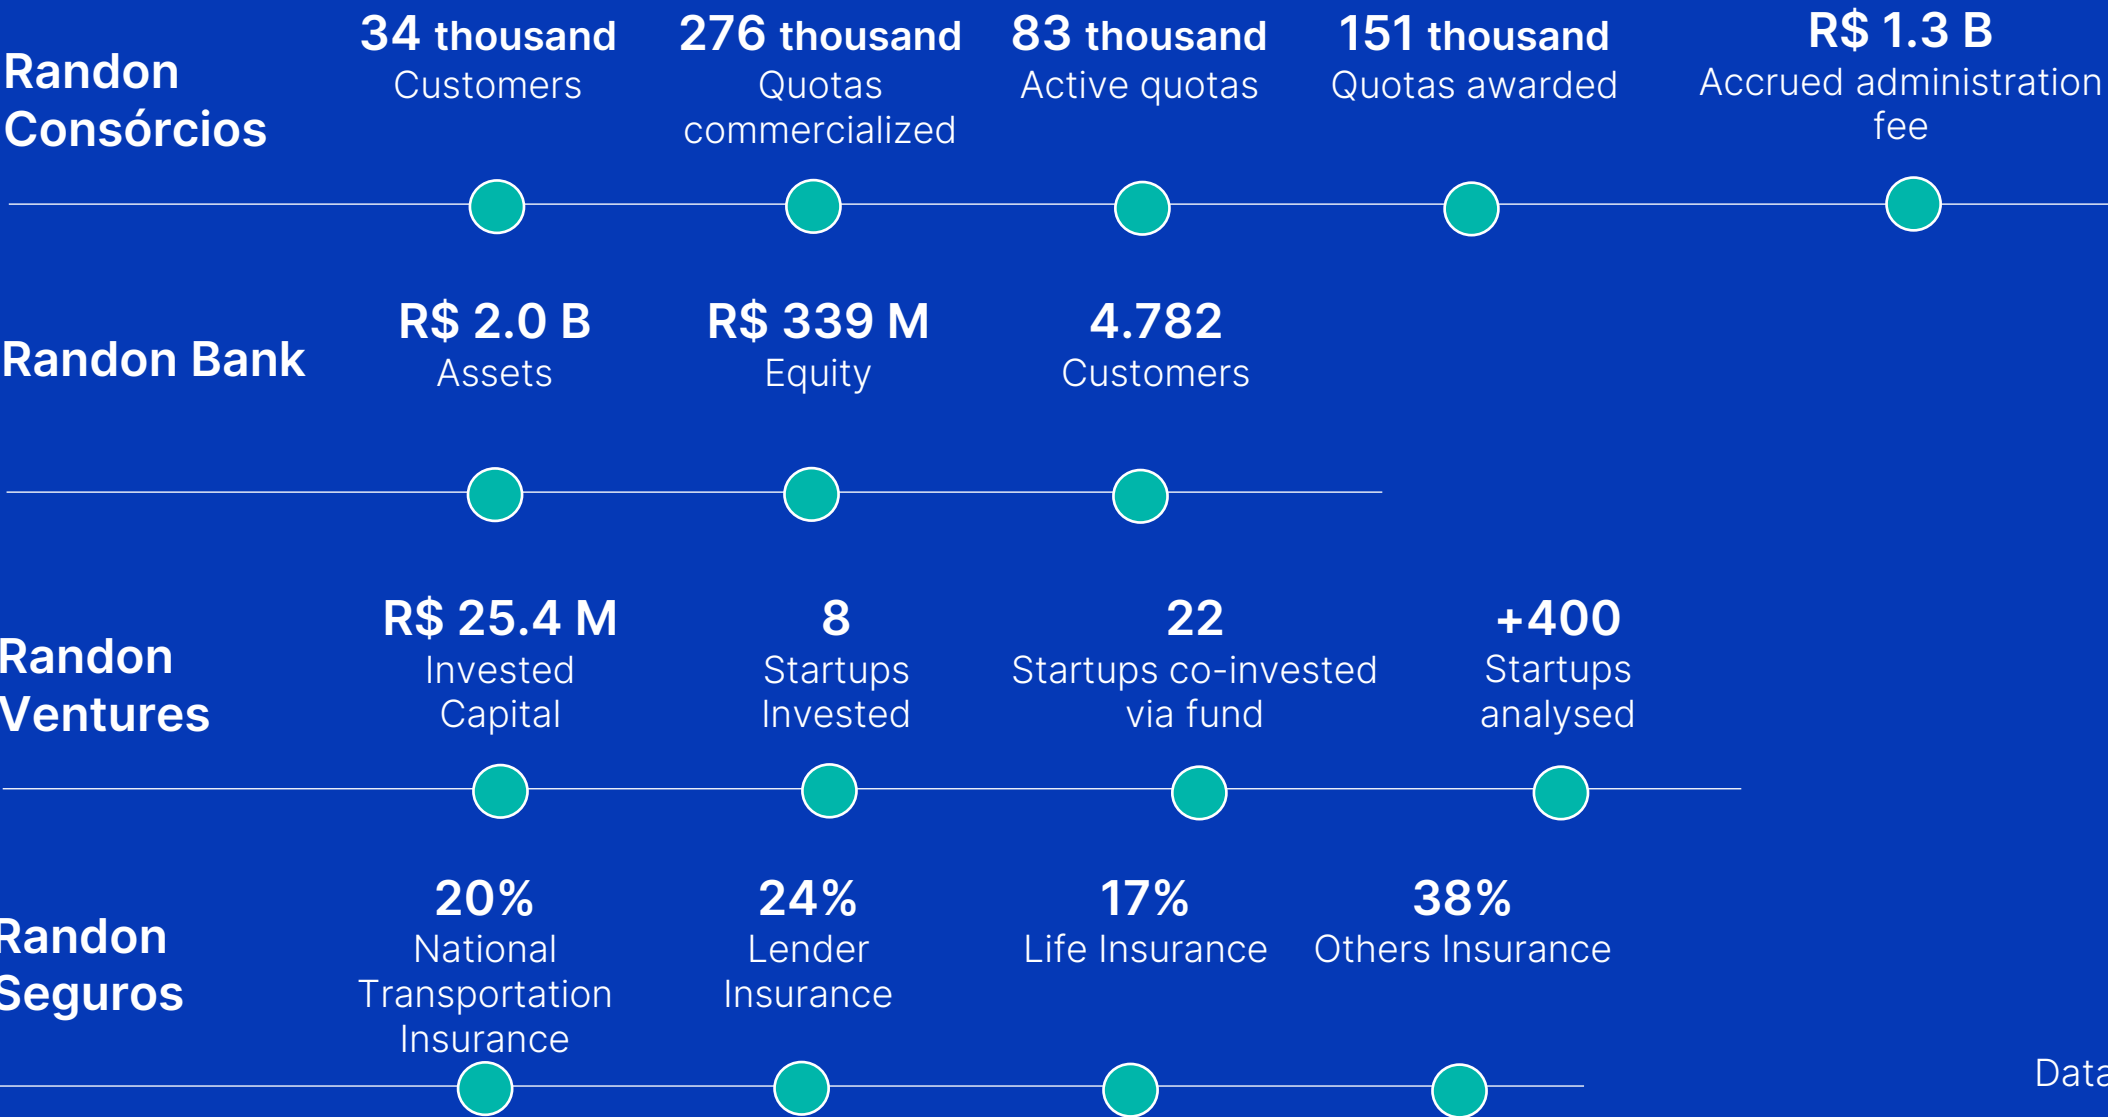 Randon
Consórcios
34 thousand
Customers
276 thousand
Quotas
commercialized
83 thousand
Active quotas
151 thousand
Quotas awarded
R$ 1.3 B
Accrued administration
fee
Randon Bank
R$ 2.0 B
Assets
R$ 339 M
Equity
4.782
Customers
Randon
Ventures
R$ 25.4 M
Invested
Capital
8
Startups
Invested
22
Startups co-invested
via fund
+400
Startups
analysed
Randon
Seguros
20%
National
Transportation
Insurance
24%
Lender
Insurance
17%
Life Insurance
38%
Others Insurance
Data